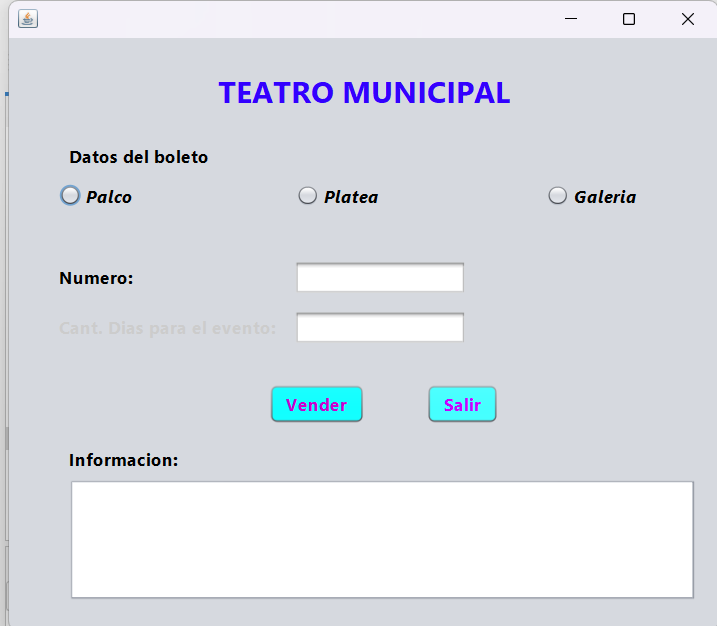 TEATRO MUNICIPAL
Datos del boleto
Palco Platea Galeria
Numero:
Cant. Dias para el evento:
Vender Salir
Informacion: